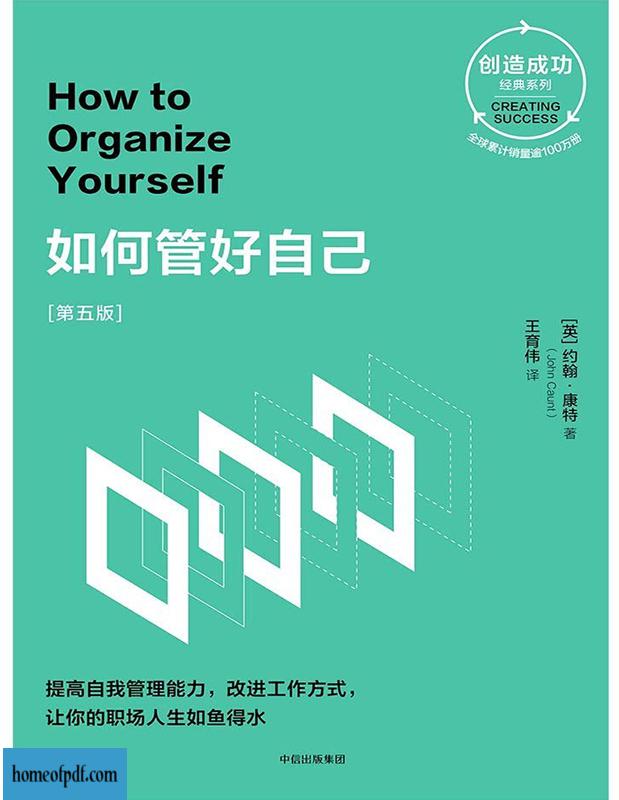 创造成功
经典系列
CREATING
SUCCESS
全球累计销量逾100万册
How to
Organize
Yourself
如何管好自己
[第五版]
[英]约翰·康特 著
(John Caunt)
王育伟 译
提高自我管理能力，改进工作方式，
让你的职场人生如鱼得水
中信出版集团
homeofpdf.com